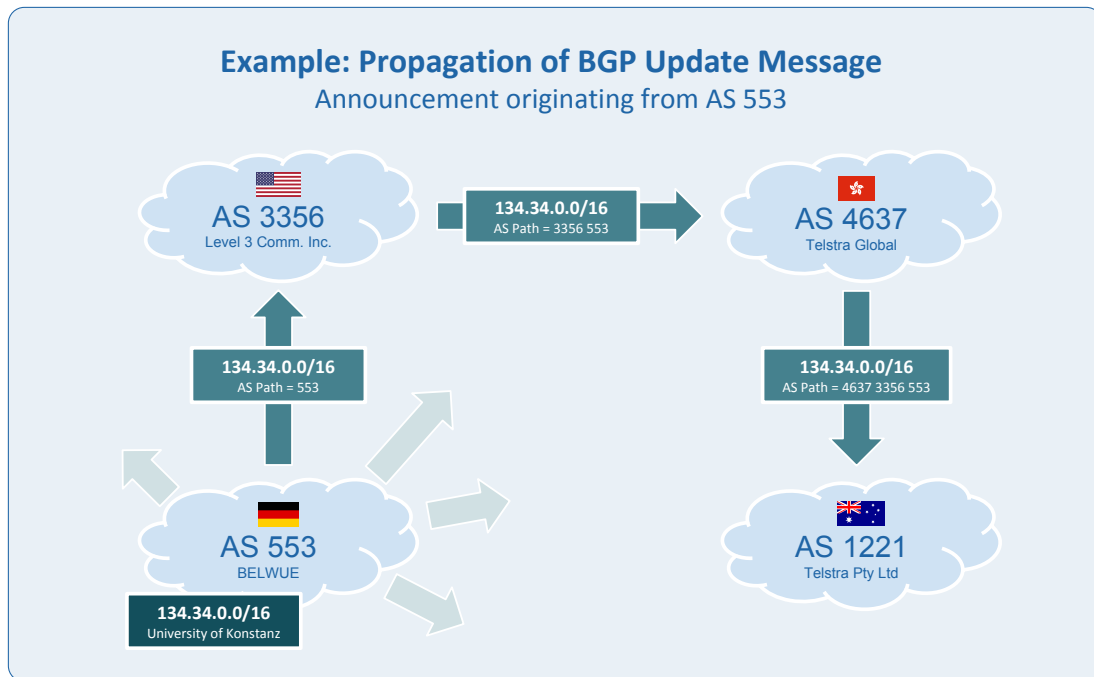 Example: Propagation of BGP Update Message
Announcement originating from AS 553
AS 3356
Level 3 Comm. Inc.
134.34.0.0/16
AS Path = 3356 553
AS 4637
Telstra Global
134.34.0.0/16
AS Path = 553
134.34.0.0/16
AS Path = 4637 3356 553
AS 553
BELWUE
AS 1221
Telstra Pty Ltd
134.34.0.0/16
University of Konstanz